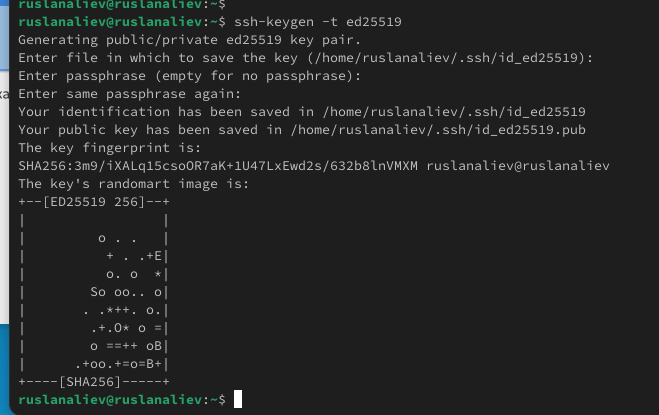 ruslanaliev@ruslanaliev:~$
ruslanaliev@ruslanaliev:~$ ssh-keygen -t ed25519
Generating public/private ed25519 key pair.
Enter file in which to save the key (/home/ruslanaliev/.ssh/id_ed25519):
Enter passphrase (empty for no passphrase):
Enter same passphrase again:
Your identification has been saved in /home/ruslanaliev/.ssh/id_ed25519
Your public key has been saved in /home/ruslanaliev/.ssh/id_ed25519.pub
The key fingerprint is:
SHA256:3m9/iXALq15csoOR7aK+1U47LxEwd2s/632b8lnVMXM ruslanaliev@ruslanaliev
The key's randomart image is:
+--[ED25519 256]--+
|                 |
|         o . .   |
|          + . .+E|
|          o. o  *|
|        So oo.. o|
|       . .*++. o.|
|        .+.O* o =|
|        o ==++ oB|
|      .+oo.+=o=B+|
+----[SHA256]-----+
ruslanaliev@ruslanaliev:~$